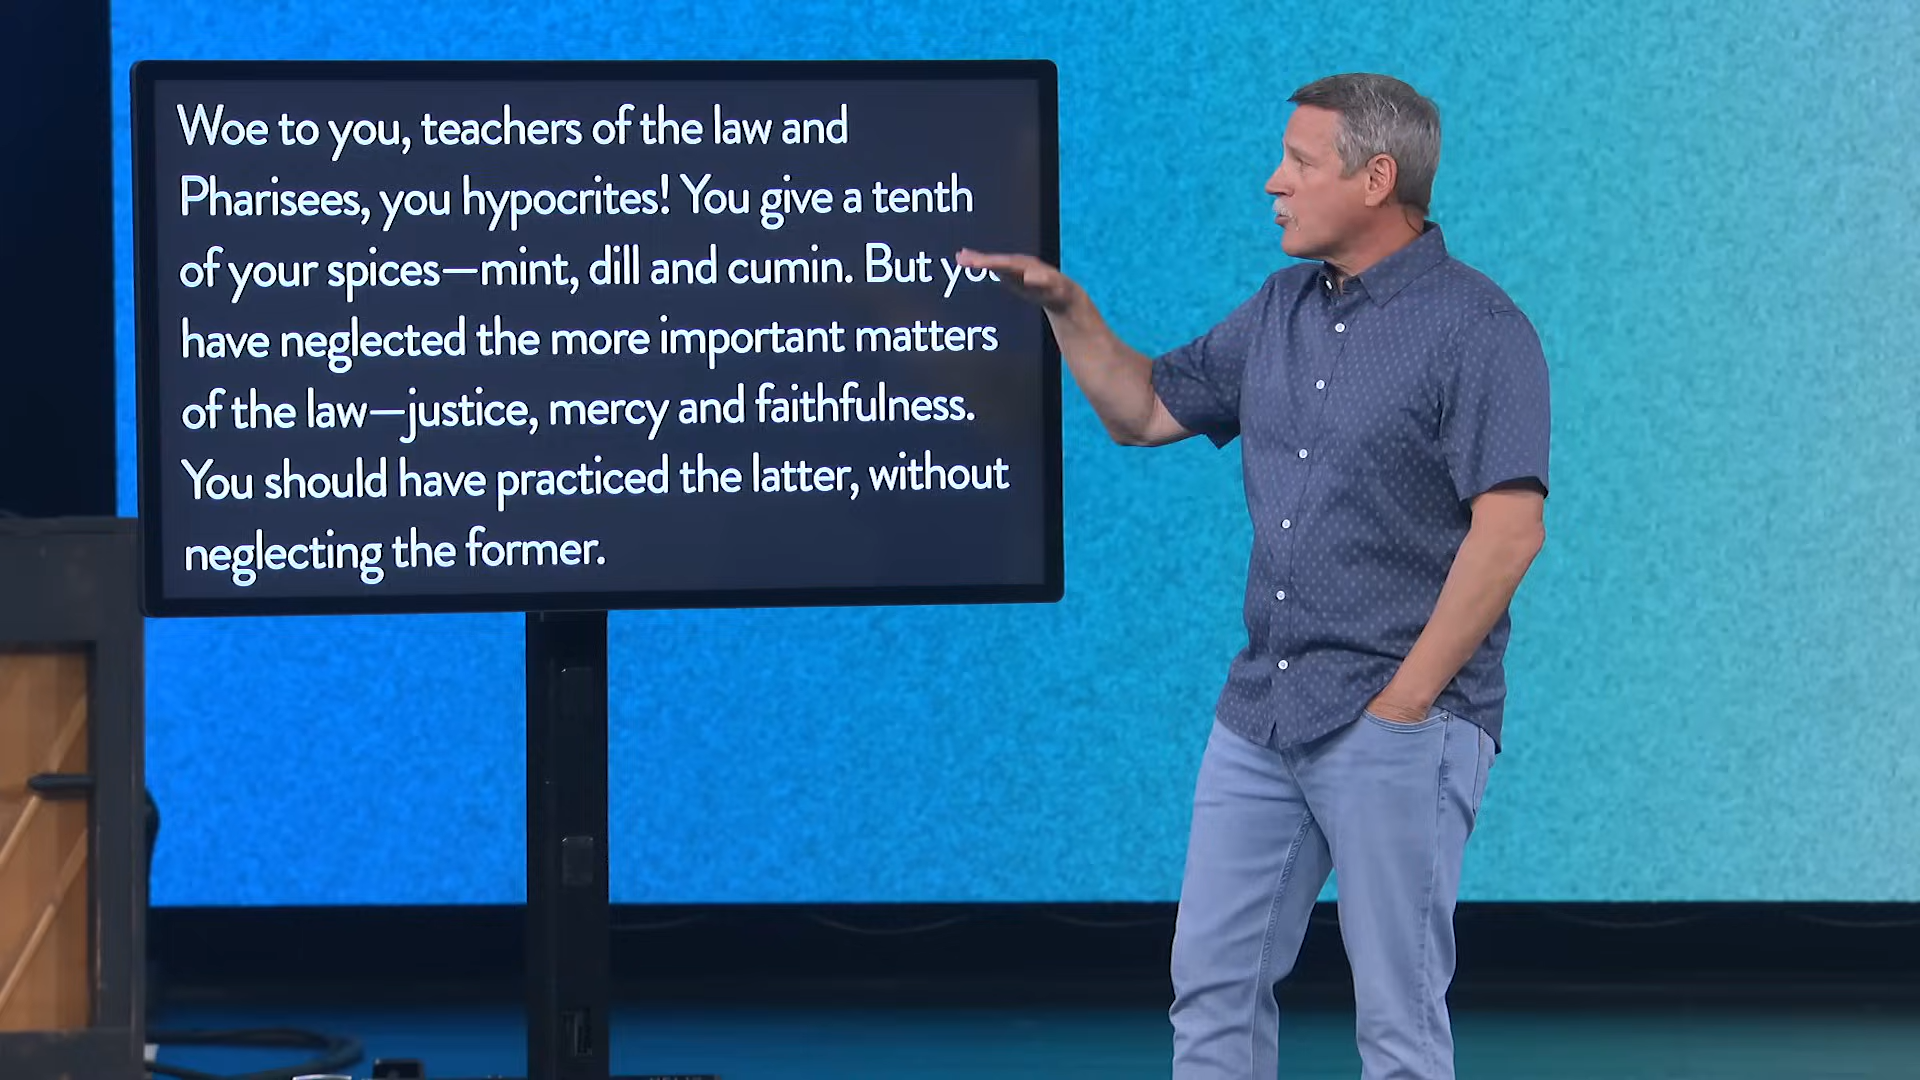 Woe to you, teachers of the law and
Pharisees, you hypocrites! You give a tenth
of your spices—mint, dill and cumin. But you
have neglected the more important matters
of the law—justice, mercy and faithfulness.
You should have practiced the latter, without
neglecting the former.